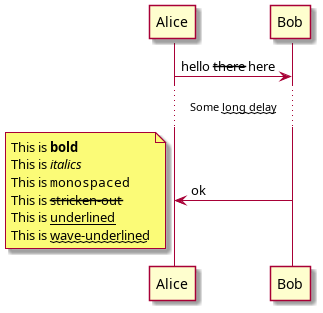 Alice Bob
hello there here
Some long delay
ok
This is bold
This is italics
This is monospaced
This is stricken-out
This is underlined
This is wave-underlined
Alice Bob